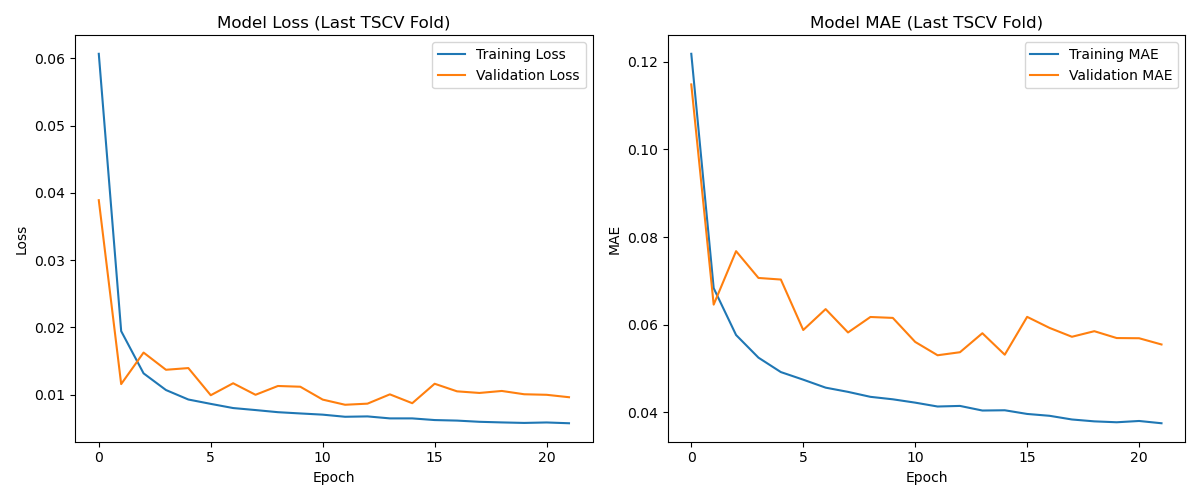 Model Loss (Last TSCV Fold)
Training Loss
Validation Loss
0.06
0.05
0.04
0.03
0.02
0.01
Loss
0 5 10 15 20
Epoch
Model MAE (Last TSCV Fold)
Training MAE
Validation MAE
0.12
0.10
0.08
0.06
0.04
MAE
0 5 10 15 20
Epoch